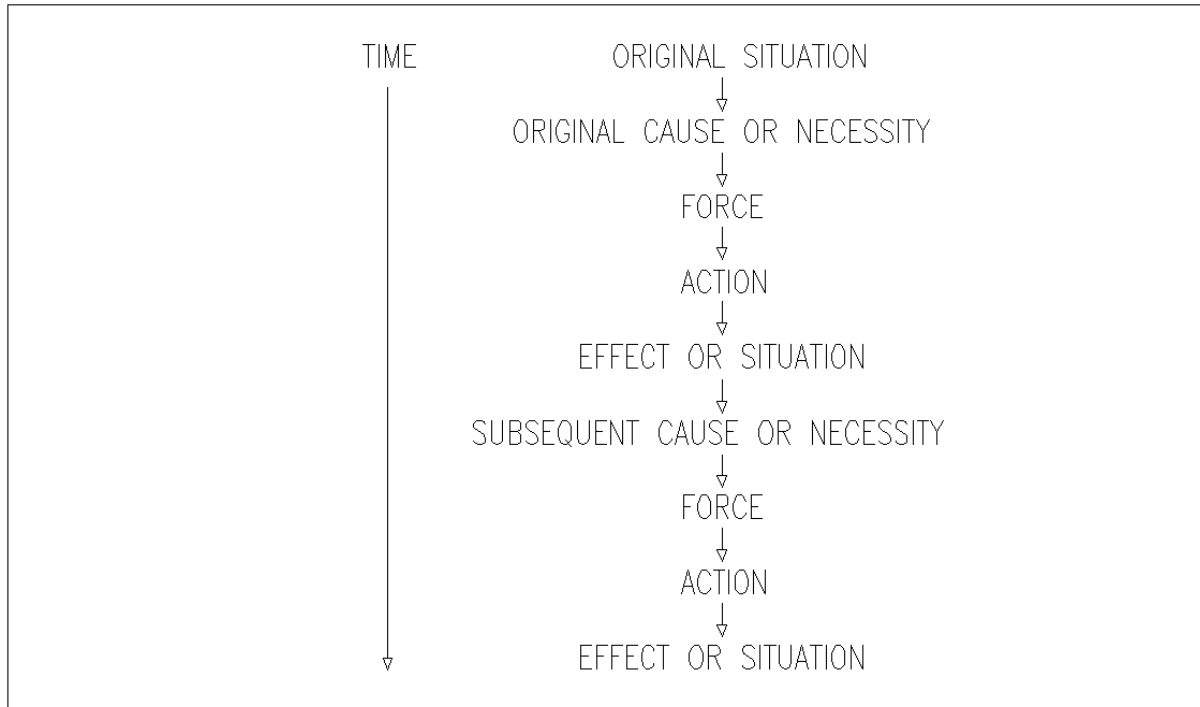 TIME ORIGINAL SITUATION
ORIGINAL CAUSE OR NECESSITY
FORCE
ACTION
EFFECT OR SITUATION
SUBSEQUENT CAUSE OR NECESSITY
FORCE
ACTION
EFFECT OR SITUATION